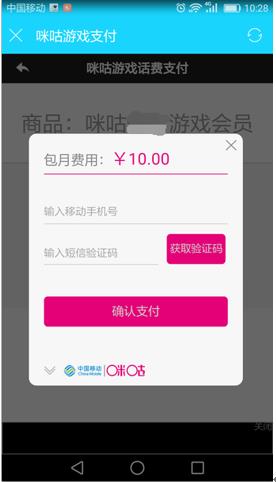 中国移动 4G 10:28
咪咕游戏支付
咪咕游戏话费支付
商品：咪咕 游戏会员
包月费用：￥10.00
输入移动手机号
输入短信验证码 获取验证码
确认支付
中国移动 China Mobile 咪咕
关闭